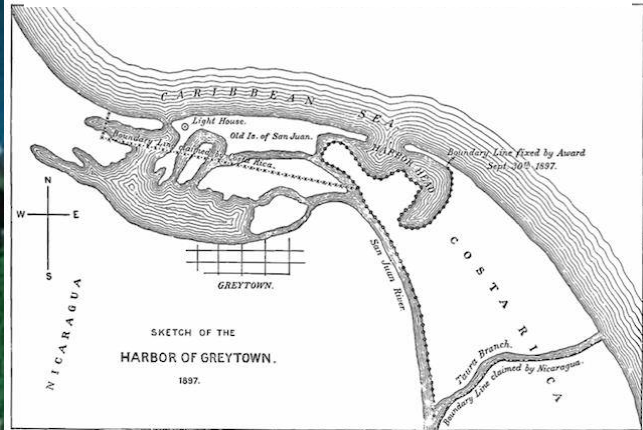 CARIBBEAN SEA.
Light House.
Old Is. of San Juan.
Boundary Line claimed by Costa Rica.
HARBOR HEAD
Boundary Line fixed by Award
Sept. 30th 1897.
N
W
E
S
San Juan River.
COSTA RICA
GREYTOWN.
NICARAGUA
SKETCH OF THE
HARBOR OF GREYTOWN.
1897.
Taura Branch.
Boundary Line claimed by Nicaragua.